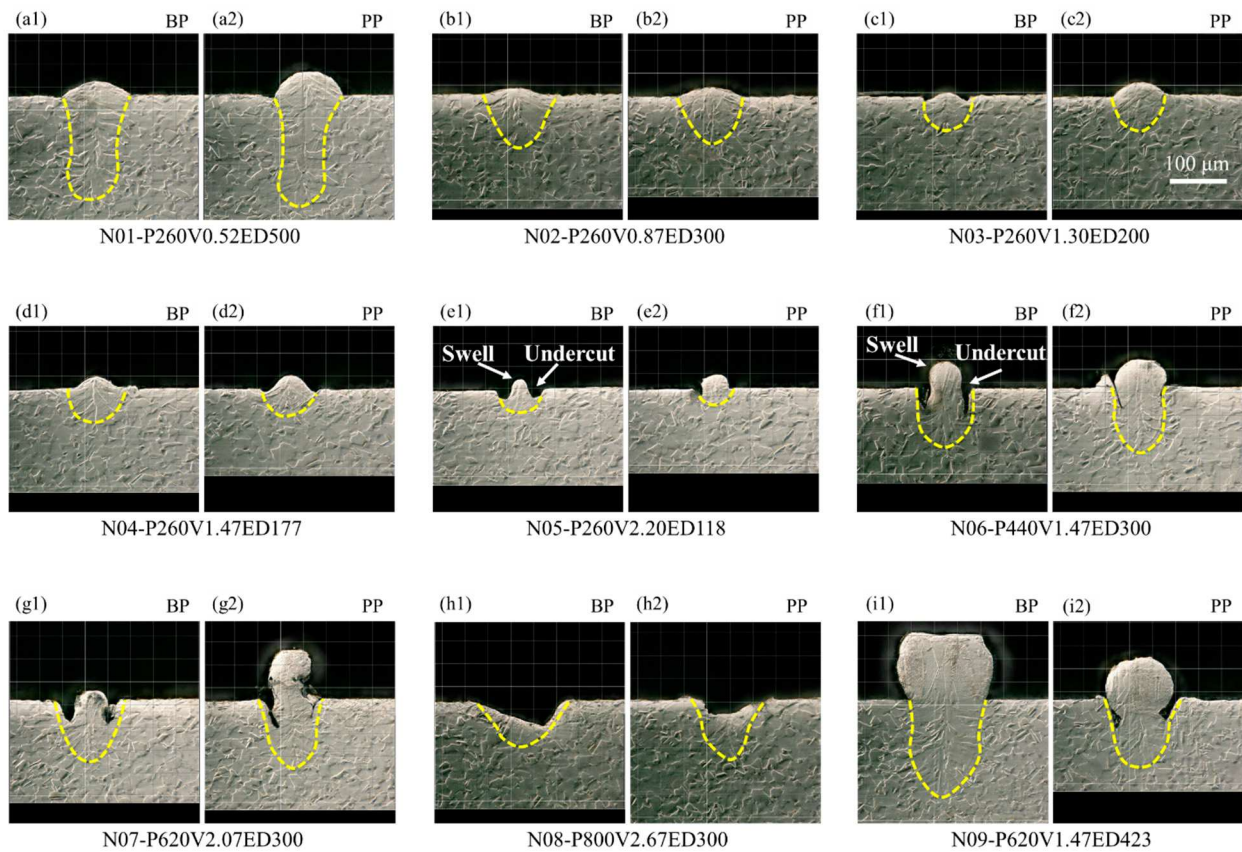 (a1) BP (a2) PP (b1) BP (b2) PP (c1) BP (c2) PP
100 μm
N01-P260V0.52ED500 N02-P260V0.87ED300 N03-P260V1.30ED200
(d1) BP (d2) PP (e1) BP (e2) PP (f1) BP (f2) PP
Swell Undercut Swell Undercut
N04-P260V1.47ED177 N05-P260V2.20ED118 N06-P440V1.47ED300
(g1) BP (g2) PP (h1) BP (h2) PP (i1) BP (i2) PP
N07-P620V2.07ED300 N08-P800V2.67ED300 N09-P620V1.47ED423